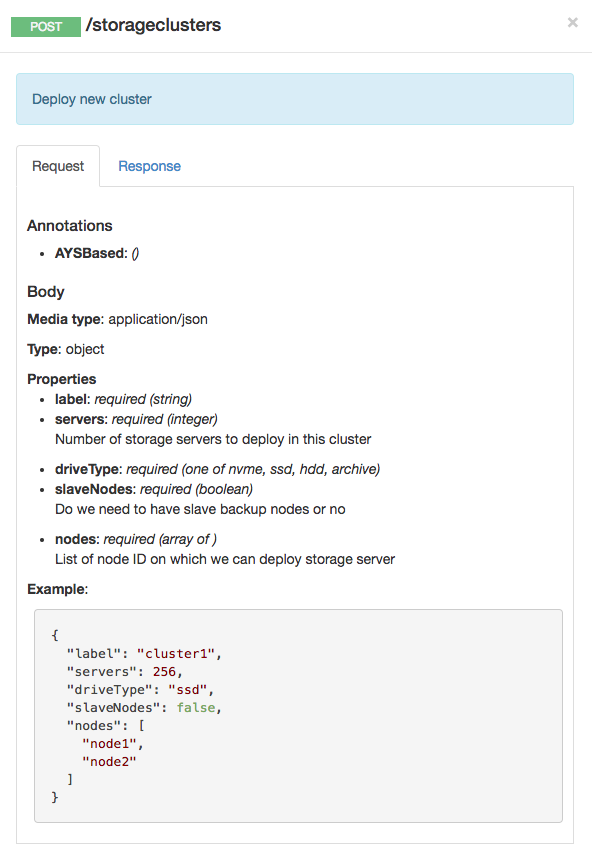 POST /storageclusters ×
Deploy new cluster
Request Response
Annotations
• AYSBased: ()
Body
Media type: application/json
Type: object
Properties
• label: required (string)
• servers: required (integer)
Number of storage servers to deploy in this cluster
• driveType: required (one of nvme, ssd, hdd, archive)
• slaveNodes: required (boolean)
Do we need to have slave backup nodes or no
• nodes: required (array of )
List of node ID on which we can deploy storage server
Example:
{
  "label": "cluster1",
  "servers": 256,
  "driveType": "ssd",
  "slaveNodes": false,
  "nodes": [
    "node1",
    "node2"
  ]
}